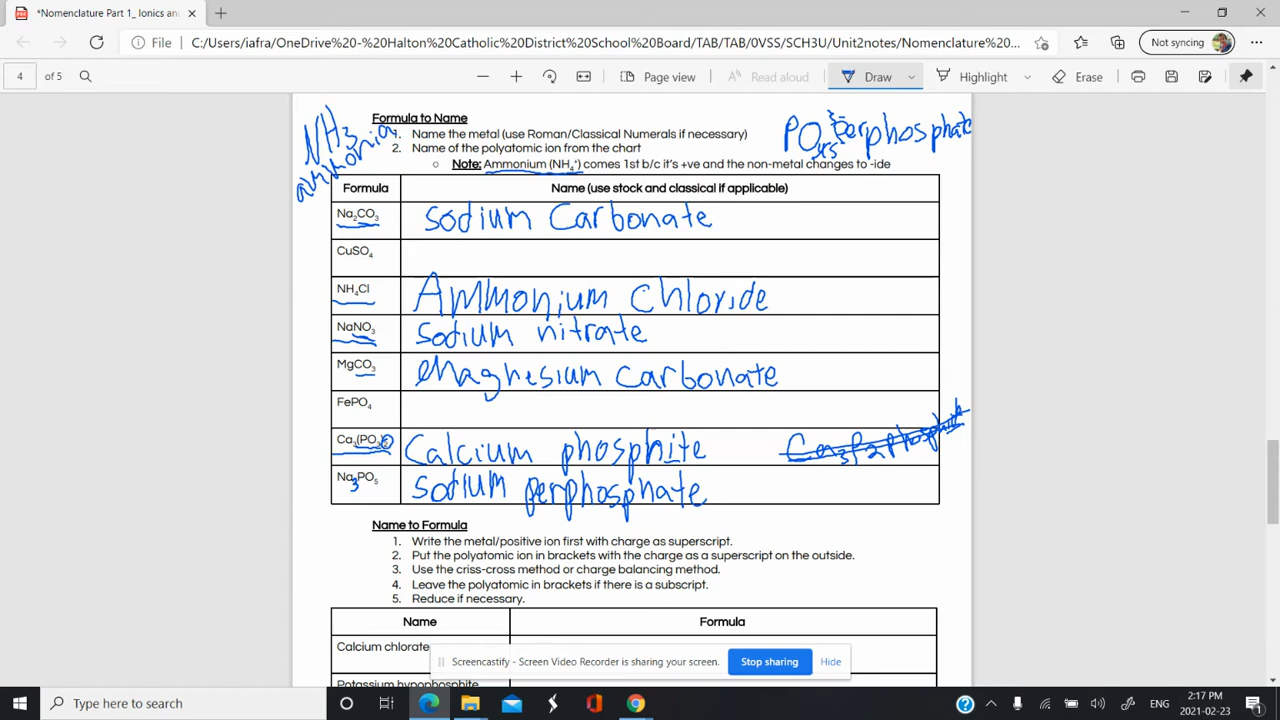 *Nomenclature Part 1_ Ionics an
File
C:/Users/iafra/OneDrive%20-%20Halton%20Catholic%20District%20School%20Board/TAB/TAB/0VSS/SCH3U/Unit2notes/Nomenclature%20...
Not syncing
4 of 5
Page view
Read aloud
Draw
Highlight
Erase
NH3
ammonia
PO perphosphate
Formula to Name
1. Name the metal (use Roman/Classical Numerals if necessary)
2. Name of the polyatomic ion from the chart
o Note: Ammonium (NH4+) comes 1st b/c it's +ve and the non-metal changes to -ide
Formula Name (use stock and classical if applicable)
Na2CO3 sodium Carbonate
CuSO4
NH4Cl Ammonium Chloride
NaNO3 sodium nitrate
MgCO3 Magnesium carbonate
FePO4
Ca3(PO3)2 Calcium phosphite
Na3PO5 sodium perphosphate
Name to Formula
1. Write the metal/positive ion first with charge as superscript.
2. Put the polyatomic ion in brackets with the charge as a superscript on the outside.
3. Use the criss-cross method or charge balancing method.
4. Leave the polyatomic in brackets if there is a subscript.
5. Reduce if necessary.
Name Formula
Calcium chlorate
Potassium hypophosphite
Screencastify - Screen Video Recorder is sharing your screen.
Stop sharing
Hide
Type here to search
ENG
2:17 PM
2021-02-23